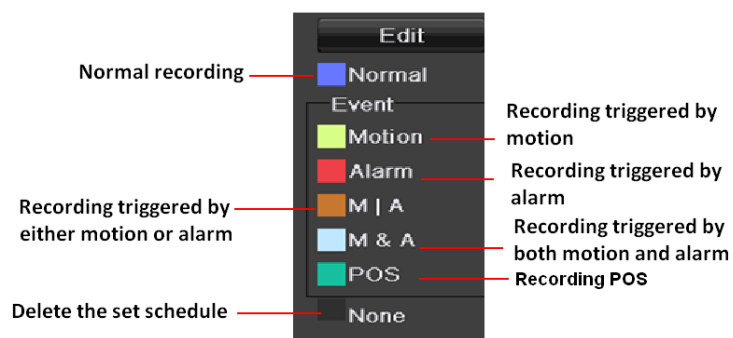 Edit
Normal recording
Normal
Event
Recording triggered by
motion
Motion
Recording triggered by
alarm
Alarm
Recording triggered by
either motion or alarm
M | A
Recording triggered by
both motion and alarm
M & A
POS
Recording POS
Delete the set schedule
None